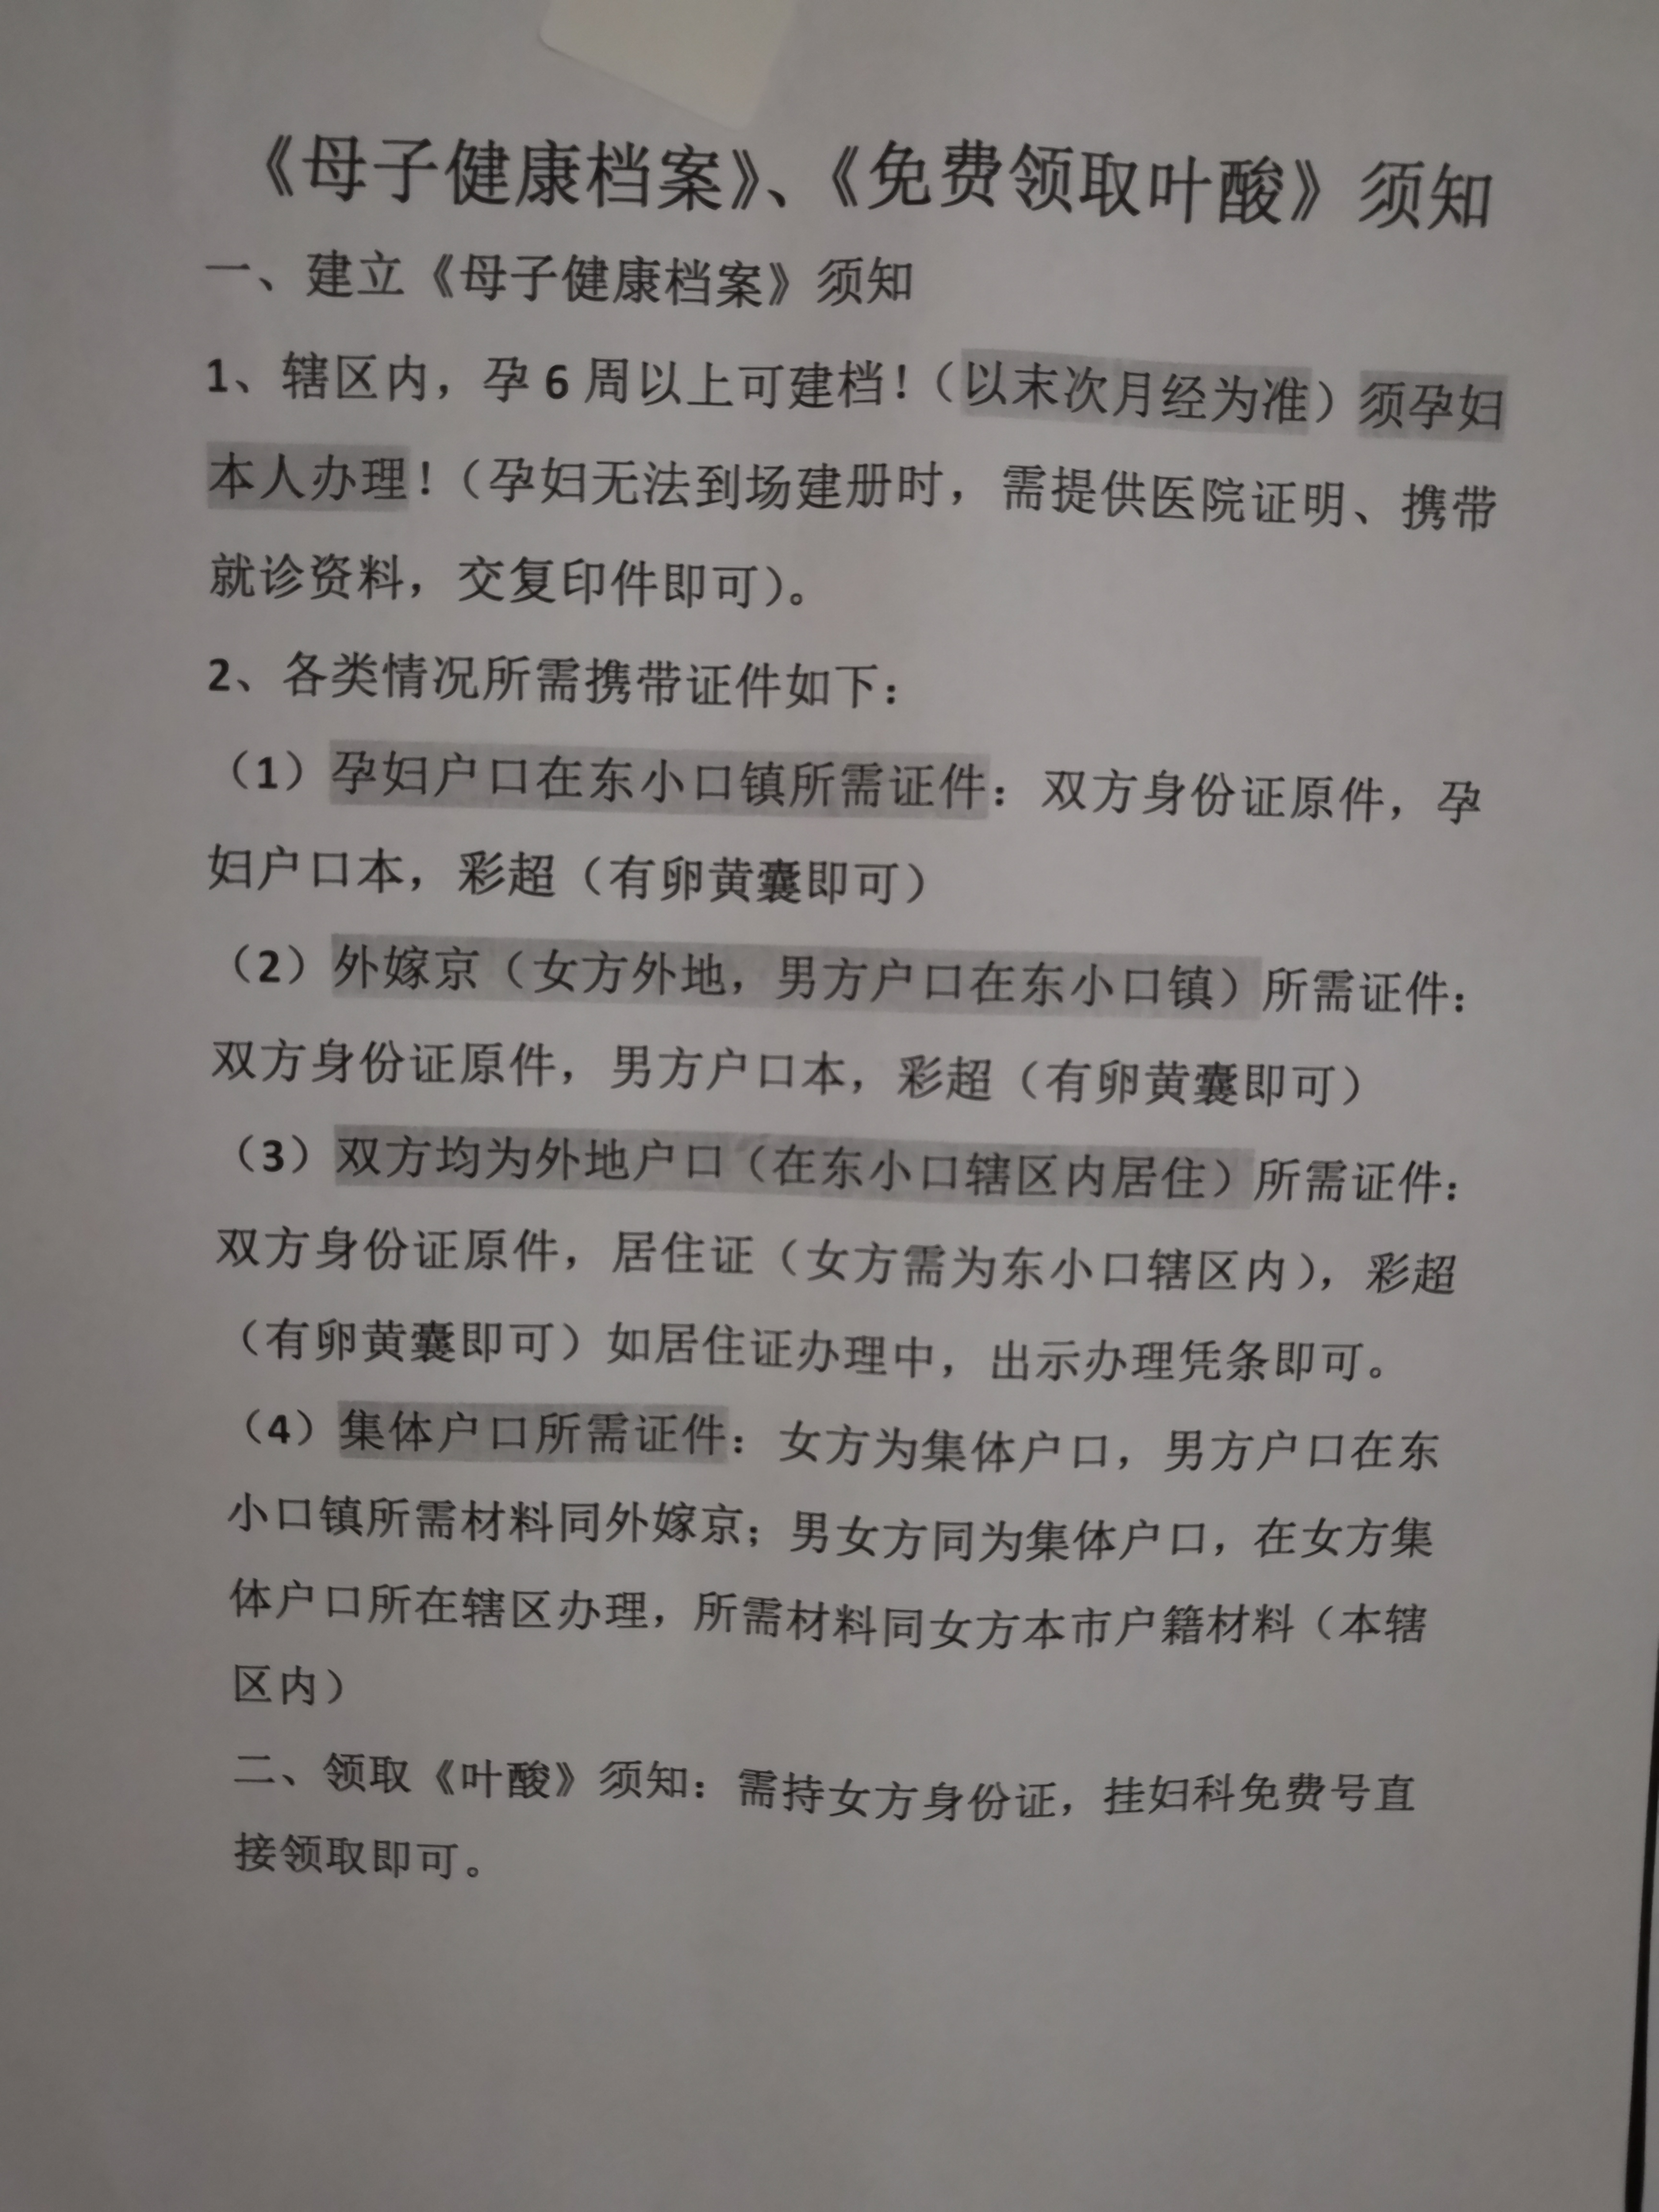 《母子健康档案》、《免费领取叶酸》须知
一、建立《母子健康档案》须知
1、辖区内，孕6周以上可建档！（以末次月经为准）须孕妇
本人办理！（孕妇无法到场建册时，需提供医院证明、携带
就诊资料，交复印件即可）。
2、各类情况所需携带证件如下：
（1）孕妇户口在东小口镇所需证件：双方身份证原件，孕
妇户口本，彩超（有卵黄囊即可）
（2）外嫁京（女方外地，男方户口在东小口镇）所需证件：
双方身份证原件，男方户口本，彩超（有卵黄囊即可）
（3）双方均为外地户口（在东小口辖区内居住）所需证件：
双方身份证原件，居住证（女方需为东小口辖区内），彩超
（有卵黄囊即可）如居住证办理中，出示办理凭条即可。
（4）集体户口所需证件：女方为集体户口，男方户口在东
小口镇所需材料同外嫁京；男女方同为集体户口，在女方集
体户口所在辖区办理，所需材料同女方本市户籍材料（本辖
区内）
二、领取《叶酸》须知：需持女方身份证，挂妇科免费号直
接领取即可。